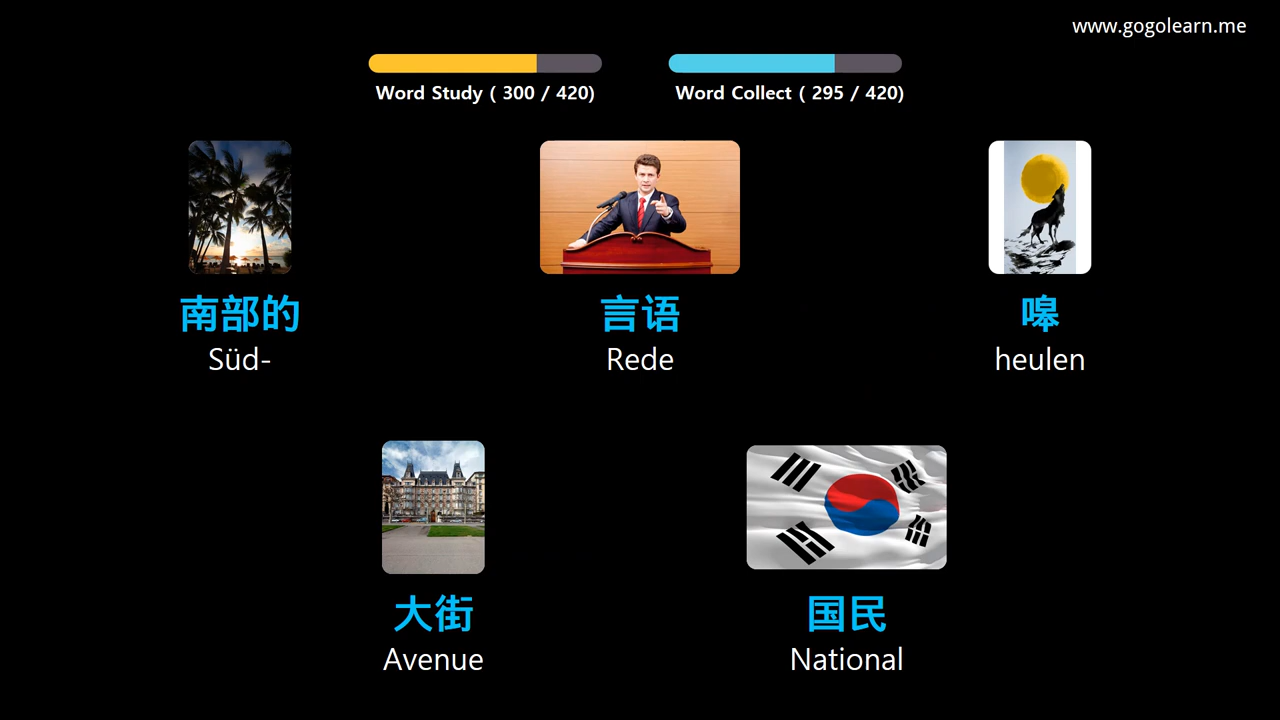 www.gogolearn.me
Word Study ( 300 / 420)
Word Collect ( 295 / 420)
南部的
Süd-
言语
Rede
嗥
heulen
大街
Avenue
国民
National